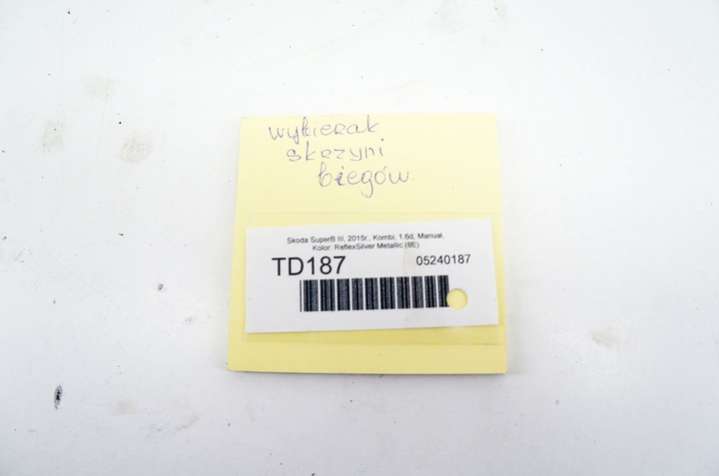 wybierak
skrzyni
biegów
Skoda SuperB III, 2015r., Kombi, 1.6d, Manual,
Kolor: ReflexSilver Metallic (8E)
TD187 05240187